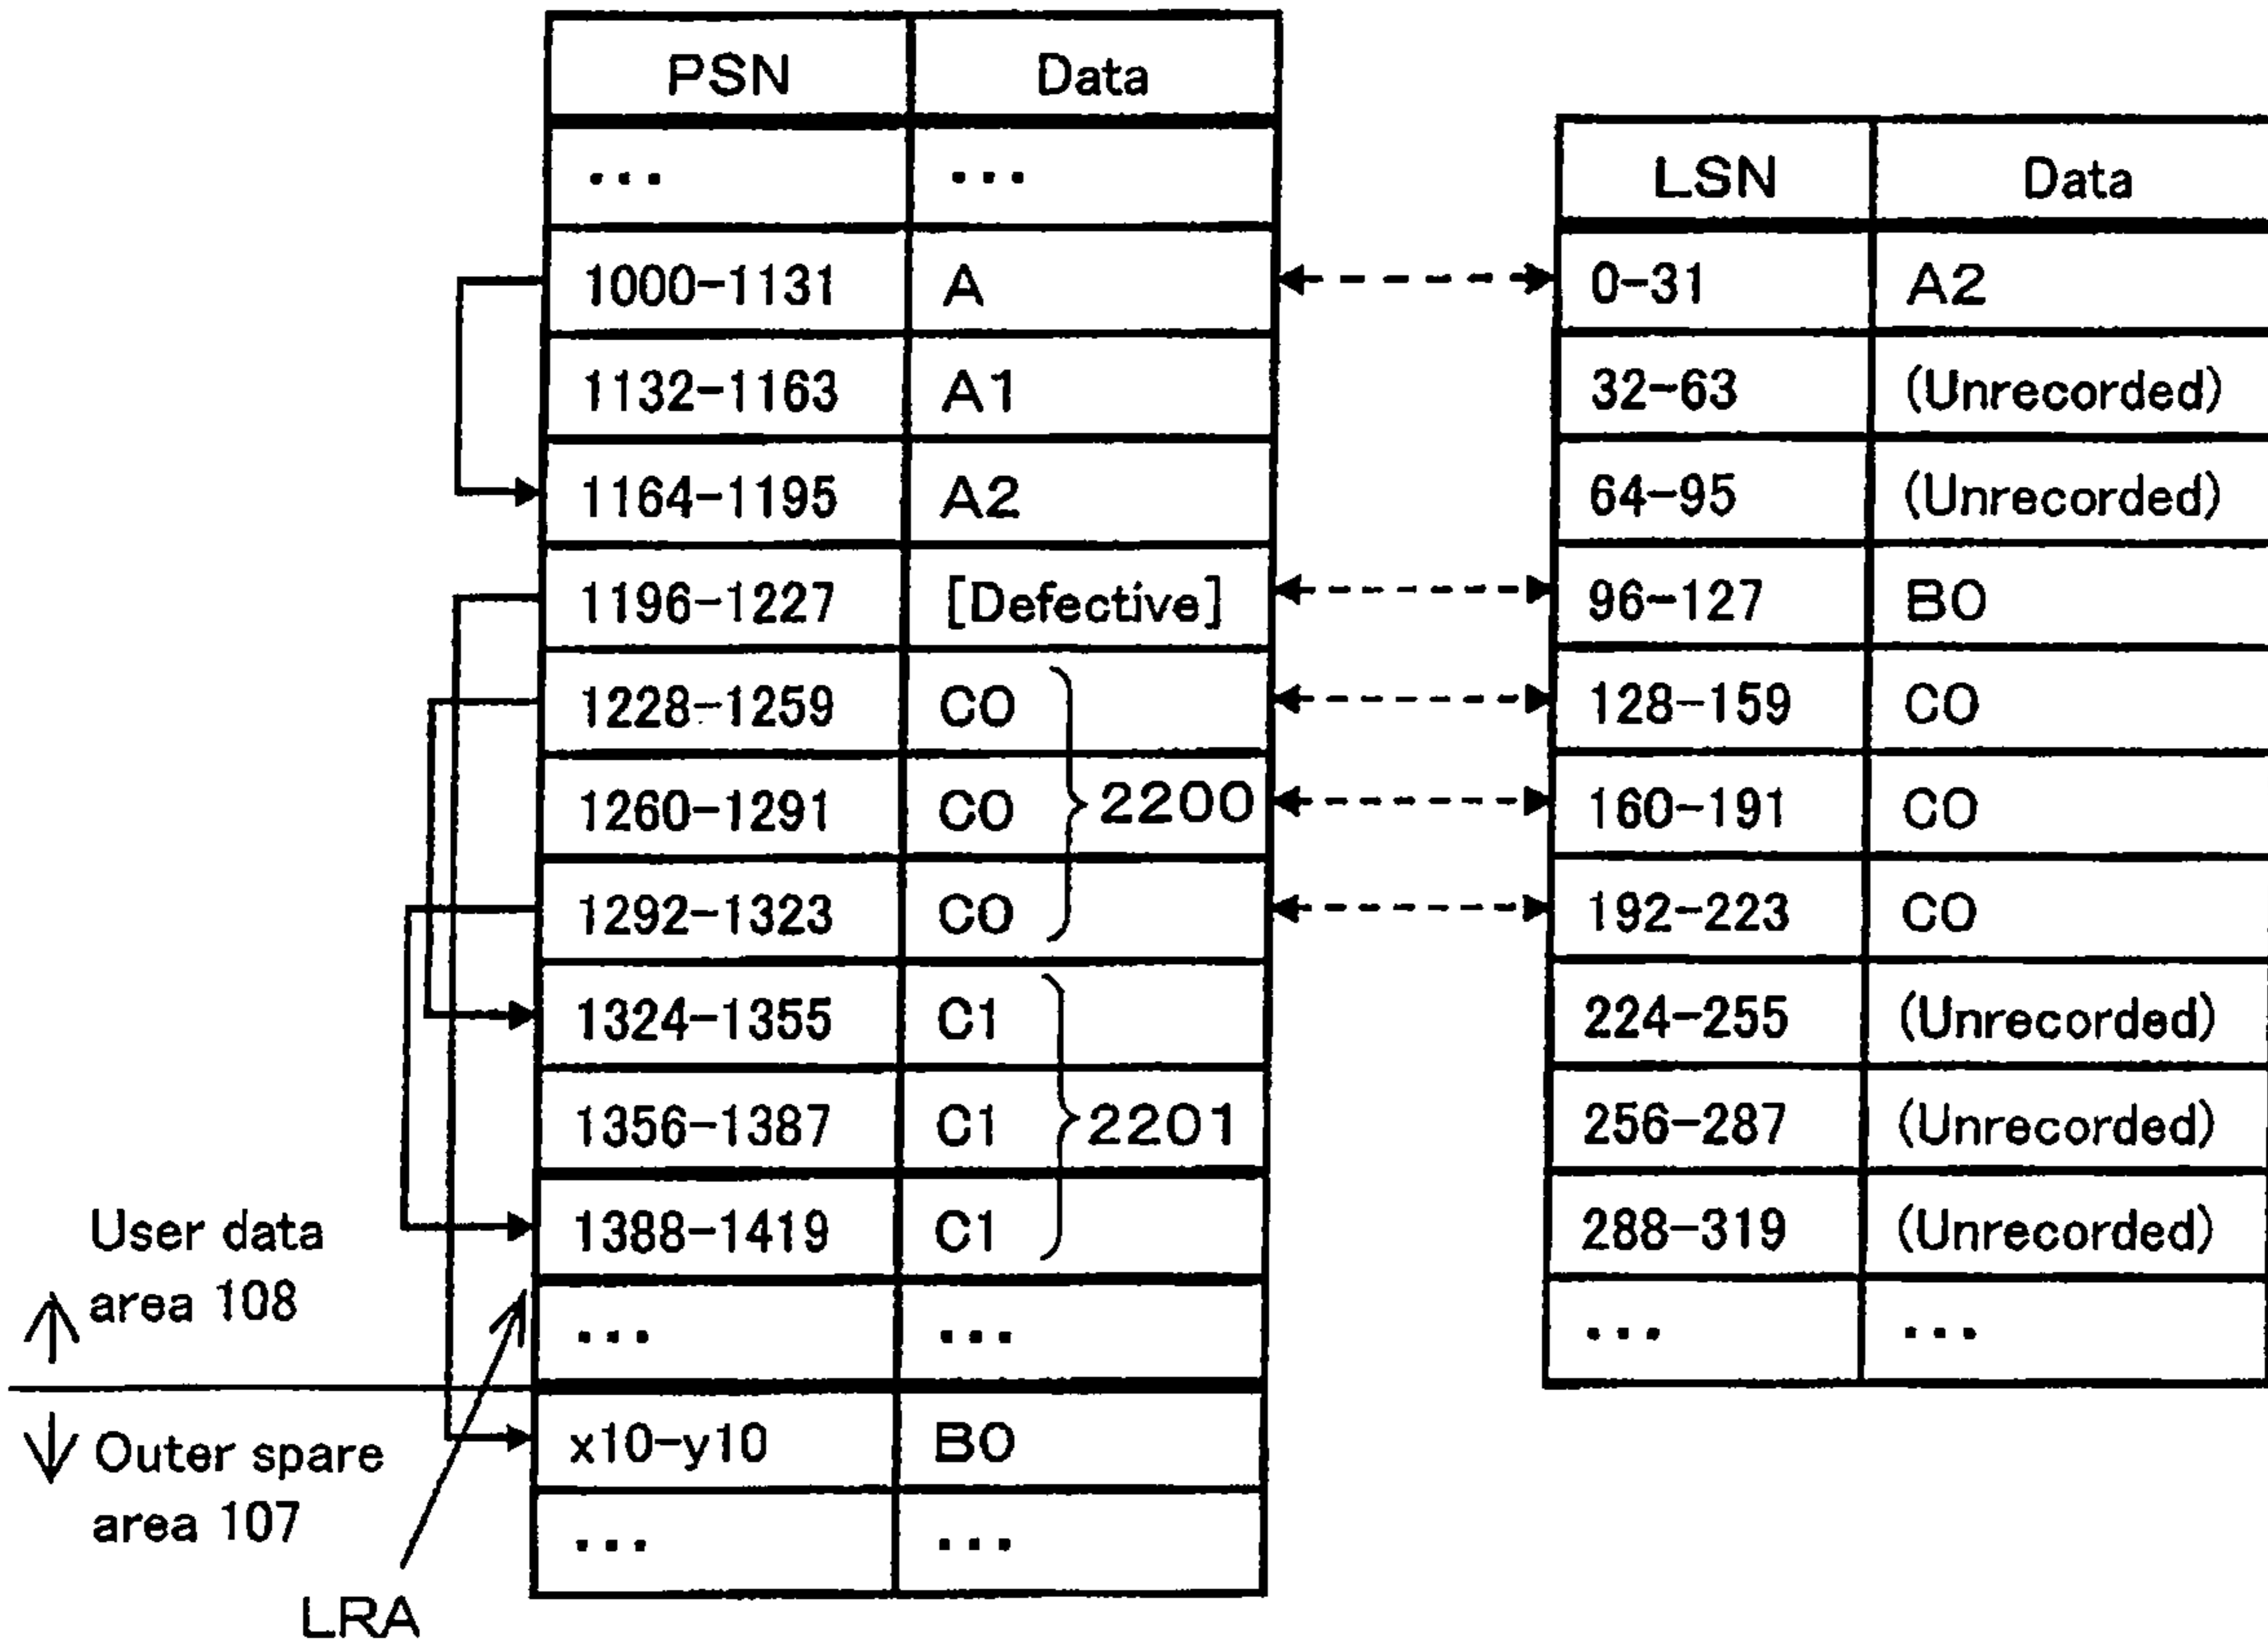 PSN Data
... ...
1000-1131 A
1132-1163 A1
1164-1195 A2
1196-1227 [Defective]
1228-1259 C0
1260-1291 C0
2200
1292-1323 C0
1324-1355 C1
1356-1387 C1
2201
1388-1419 C1
... ...
x10-y10 B0
... ...
LSN Data
0-31 A2
32-63 (Unrecorded)
64-95 (Unrecorded)
96-127 B0
128-159 C0
160-191 C0
192-223 C0
224-255 (Unrecorded)
256-287 (Unrecorded)
288-319 (Unrecorded)
... ...
User data
area 108
Outer spare
area 107
LRA